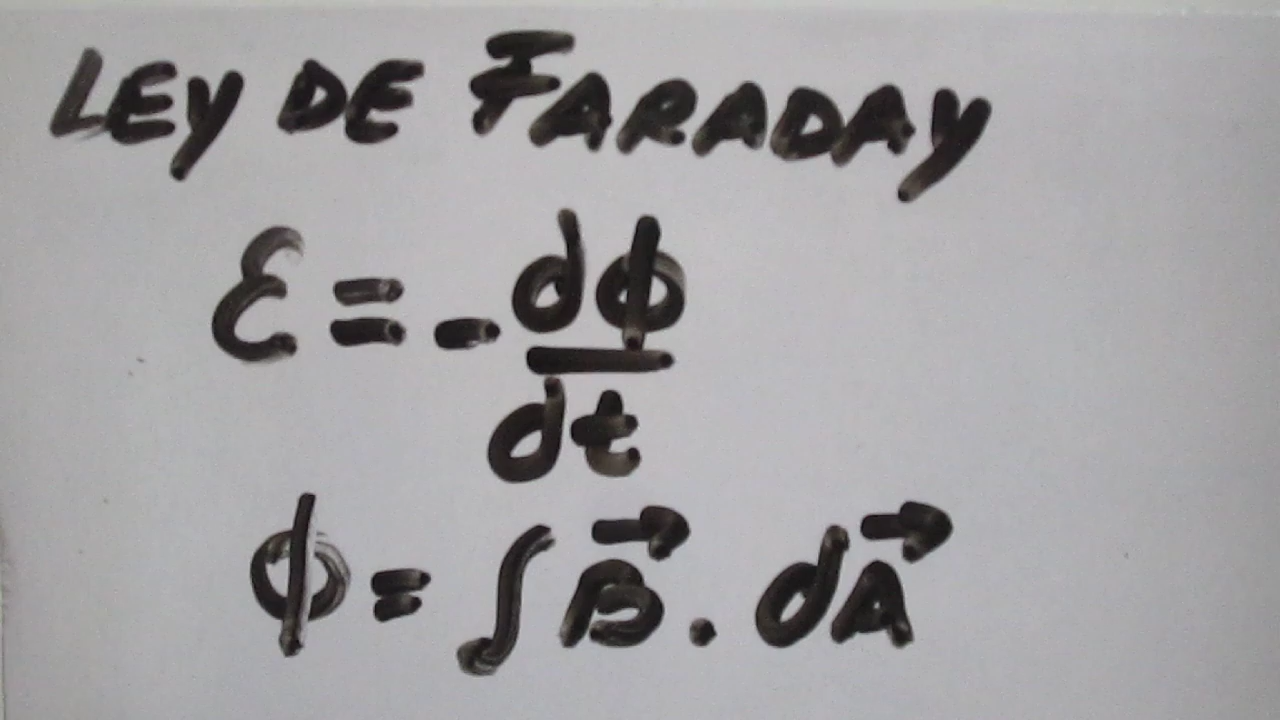 LEY DE FARADAY
ε = - dϕ/dt
ϕ = ∫ B⃗ . dA⃗